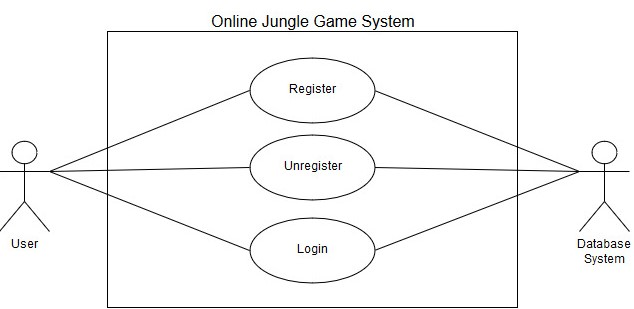 Online Jungle Game System
Register
Unregister
Login
User
Database
System